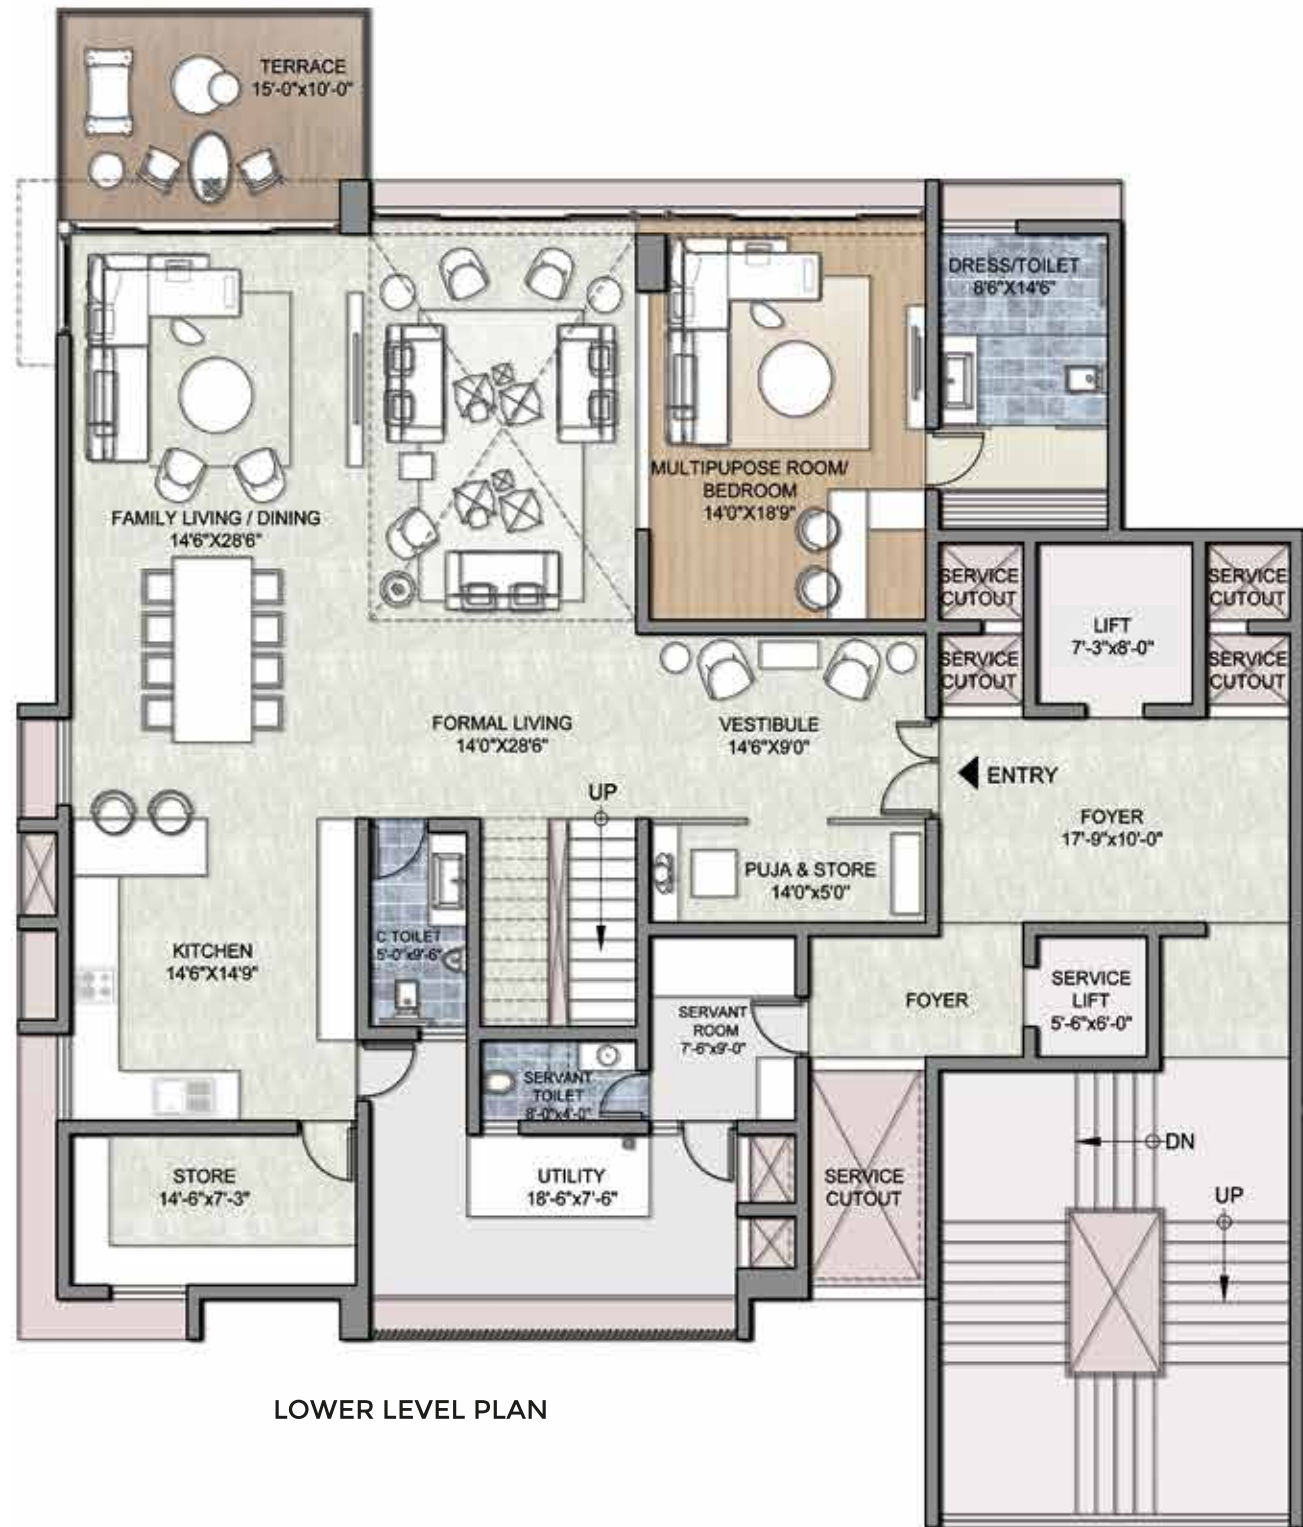 TERRACE
15'-0"x10'-0"
DRESS/TOILET
8'6"X14'6"
MULTIPUPOSE ROOM/
BEDROOM
14'0"X18'9"
FAMILY LIVING / DINING
14'6"X28'6"
SERVICE
CUTOUT
SERVICE
CUTOUT
LIFT
7'-3"x8'-0"
SERVICE
CUTOUT
SERVICE
CUTOUT
FORMAL LIVING
14'0"X28'6"
VESTIBULE
14'6"X9'0"
ENTRY
FOYER
17'-9"x10'-0"
UP
PUJA & STORE
14'0"x5'0"
C TOILET
5'-0"x9'-6"
KITCHEN
14'6"X14'9"
SERVANT
ROOM
7'-6"x9'-0"
FOYER
SERVICE
LIFT
5'-6"x6'-0"
SERVANT
TOILET
8'-0"x4'-0"
DN
STORE
14'-6"x7'-3"
UTILITY
18'-6"x7'-6"
SERVICE
CUTOUT
UP
LOWER LEVEL PLAN